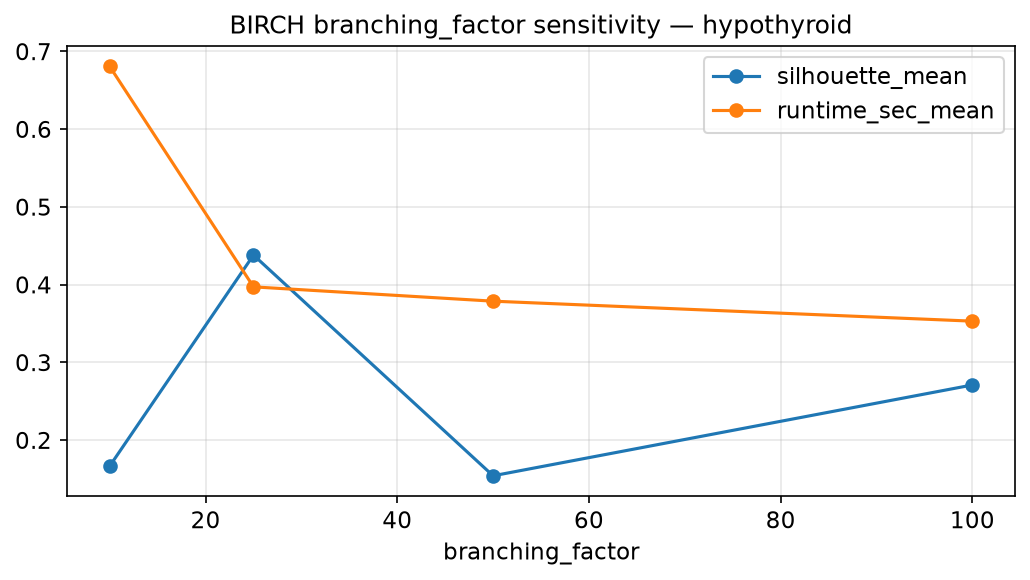 BIRCH branching_factor sensitivity — hypothyroid
silhouette_mean
runtime_sec_mean
0.7
0.6
0.5
0.4
0.3
0.2
20 40 60 80 100
branching_factor